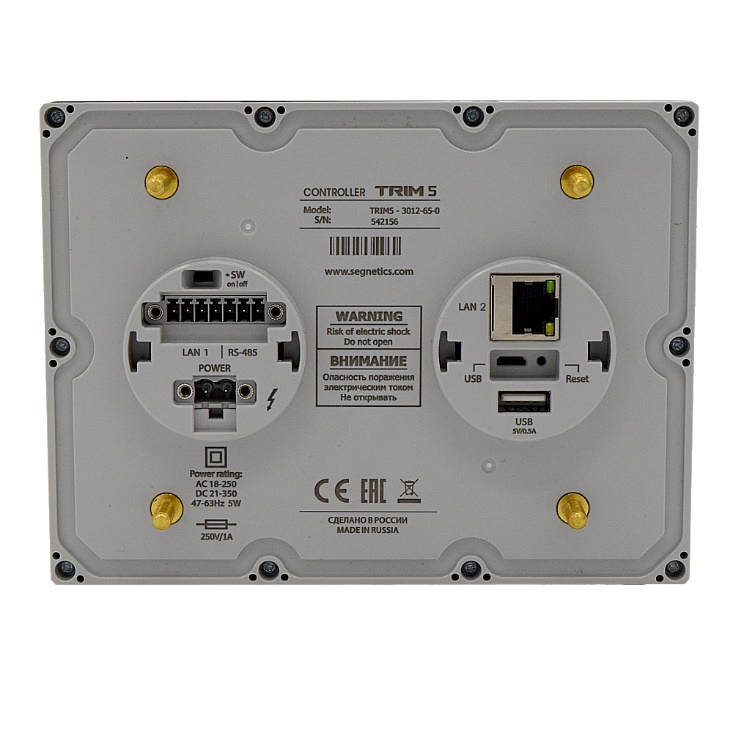 CONTROLLER TRIM 5
Model: TRIM5 - 3012-65-0
S/N: 542156
www.segnetics.com
+SW
on|off
LAN 1 | RS-485
POWER
WARNING
Risk of electric shock
Do not open
ВНИМАНИЕ
Опасность поражения
электрическим током
Не открывать
LAN 2
USB Reset
USB
5V/0.5A
Power rating:
AC 18-250
DC 21-350
47-63Hz 5W
250V/1A
CE EAC
СДЕЛАНО В РОССИИ
MADE IN RUSSIA